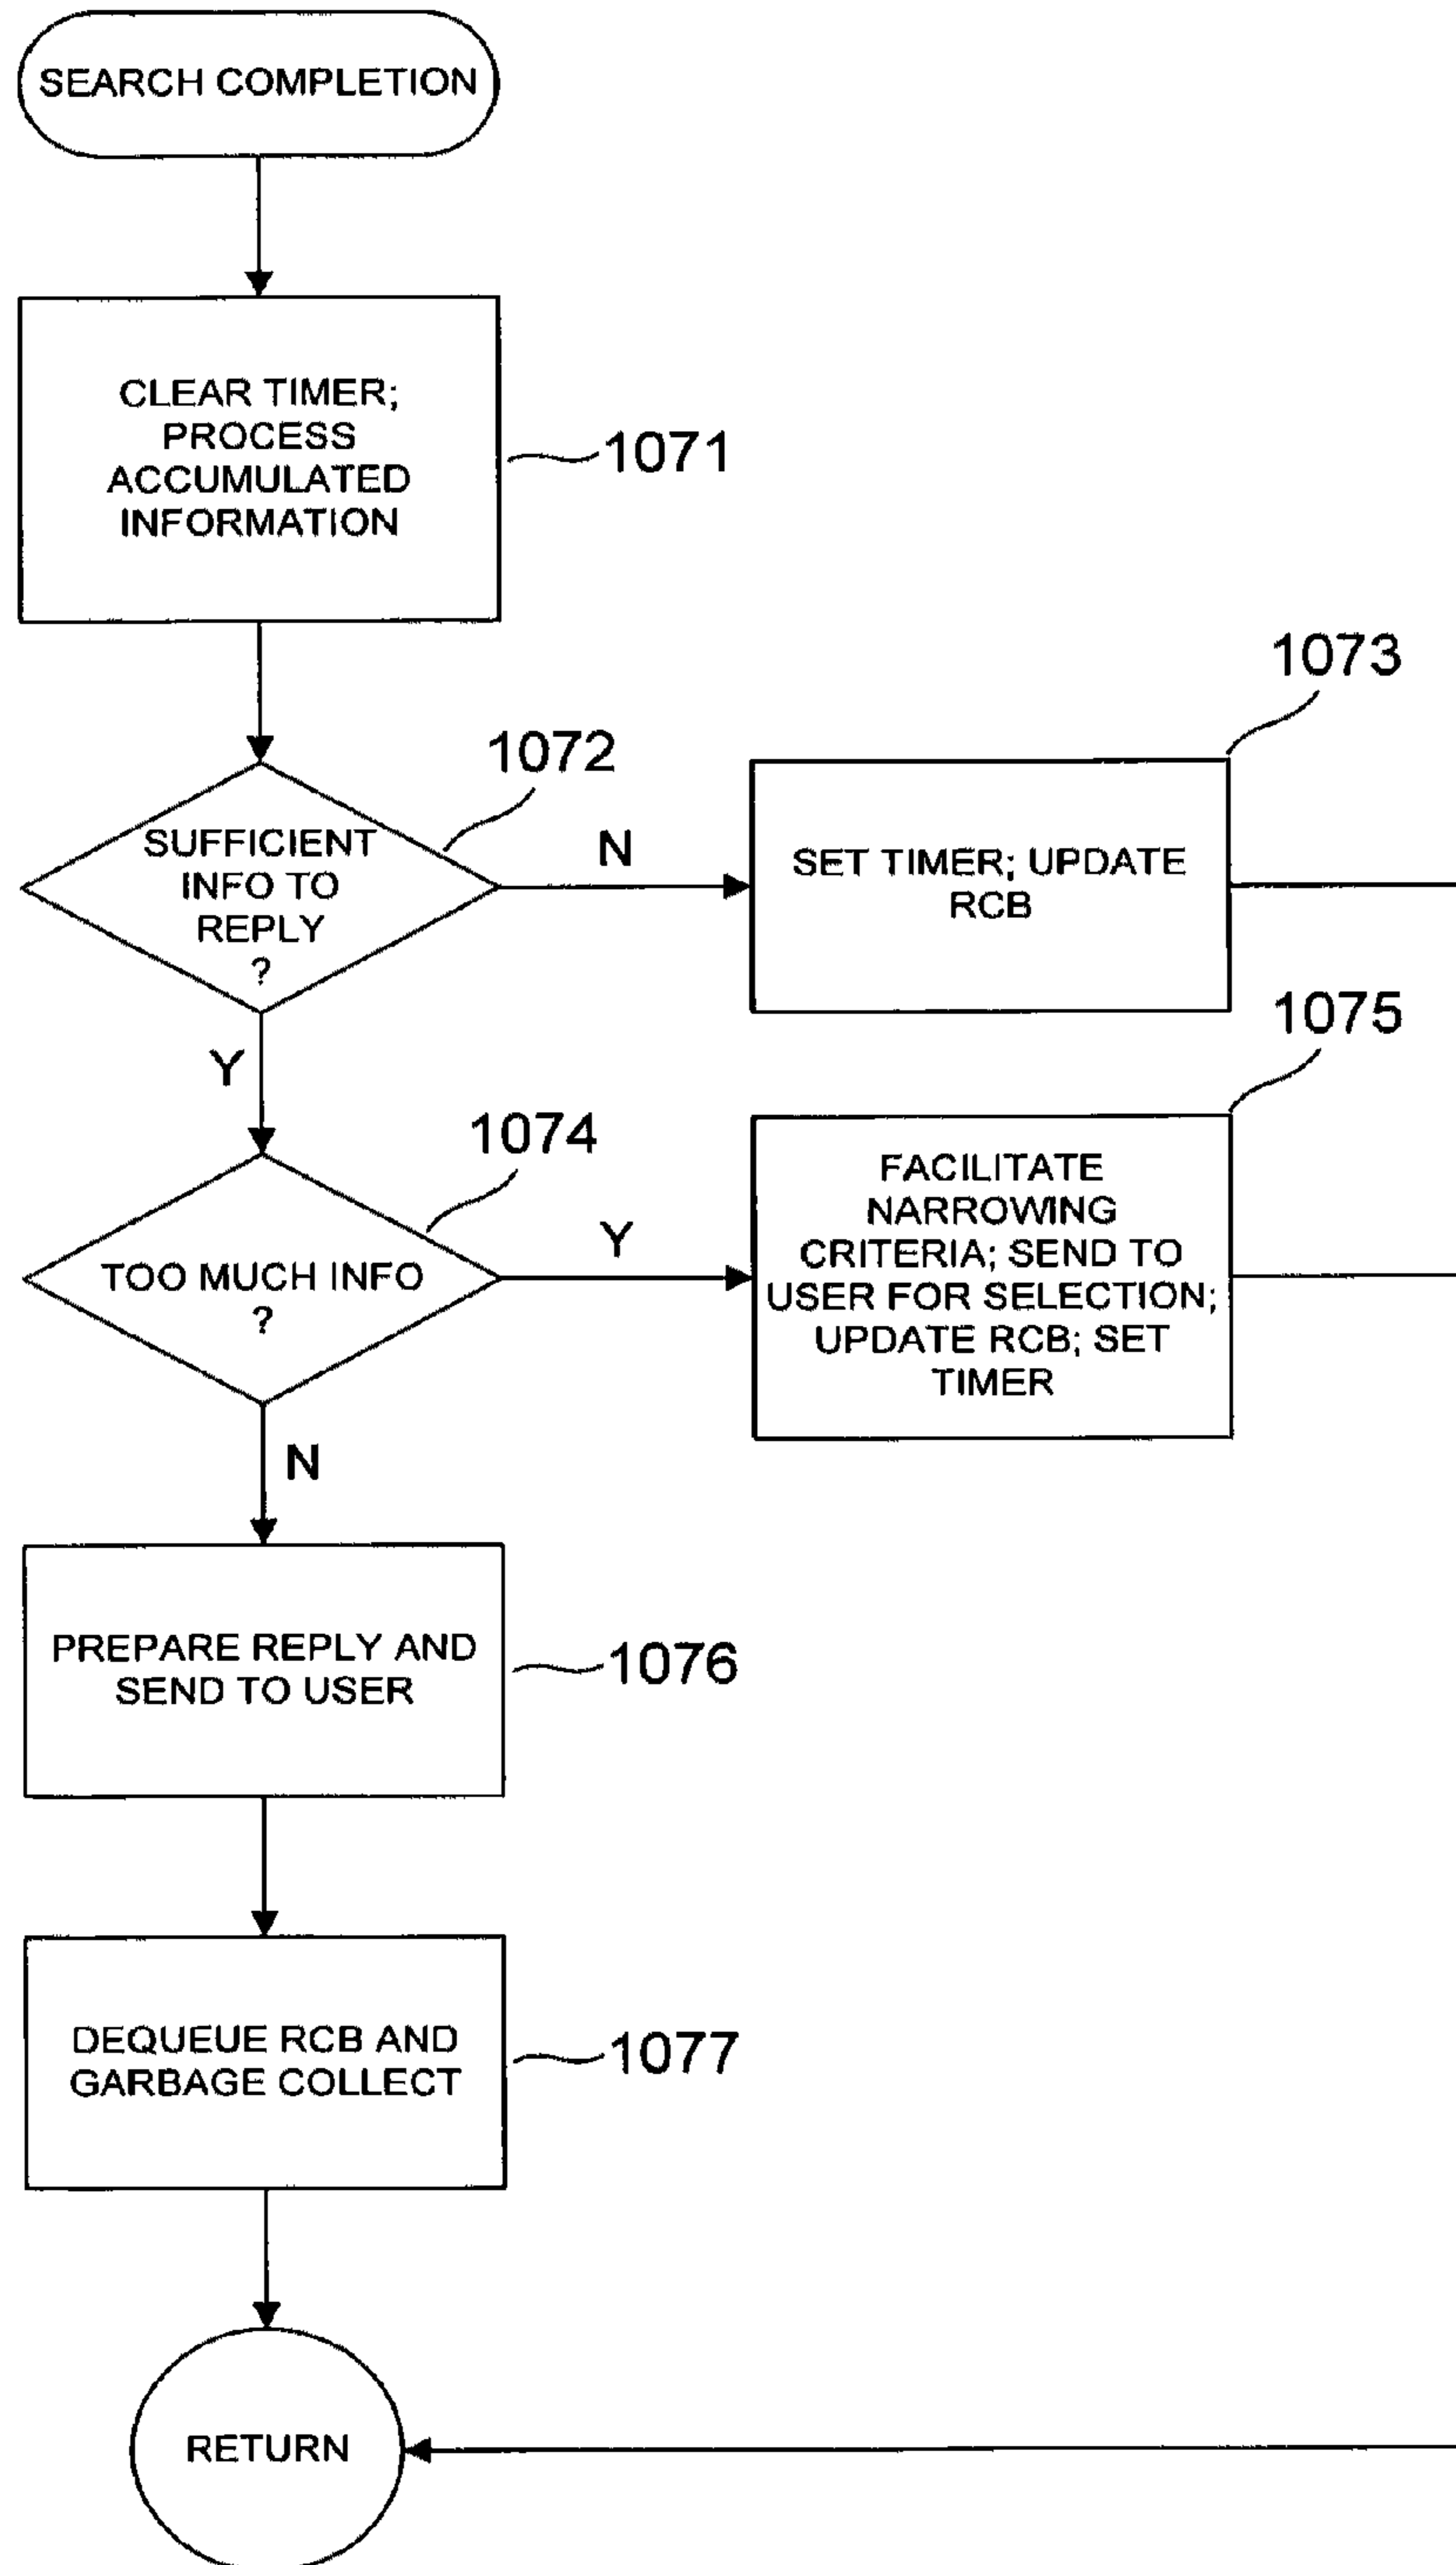 SEARCH COMPLETION
CLEAR TIMER;
PROCESS
ACCUMULATED
INFORMATION
1071
1072
SUFFICIENT
INFO TO
REPLY
?
N
Y
1073
SET TIMER; UPDATE
RCB
1074
TOO MUCH INFO
?
Y
N
1075
FACILITATE
NARROWING
CRITERIA; SEND TO
USER FOR SELECTION;
UPDATE RCB; SET
TIMER
PREPARE REPLY AND
SEND TO USER
1076
DEQUEUE RCB AND
GARBAGE COLLECT
1077
RETURN